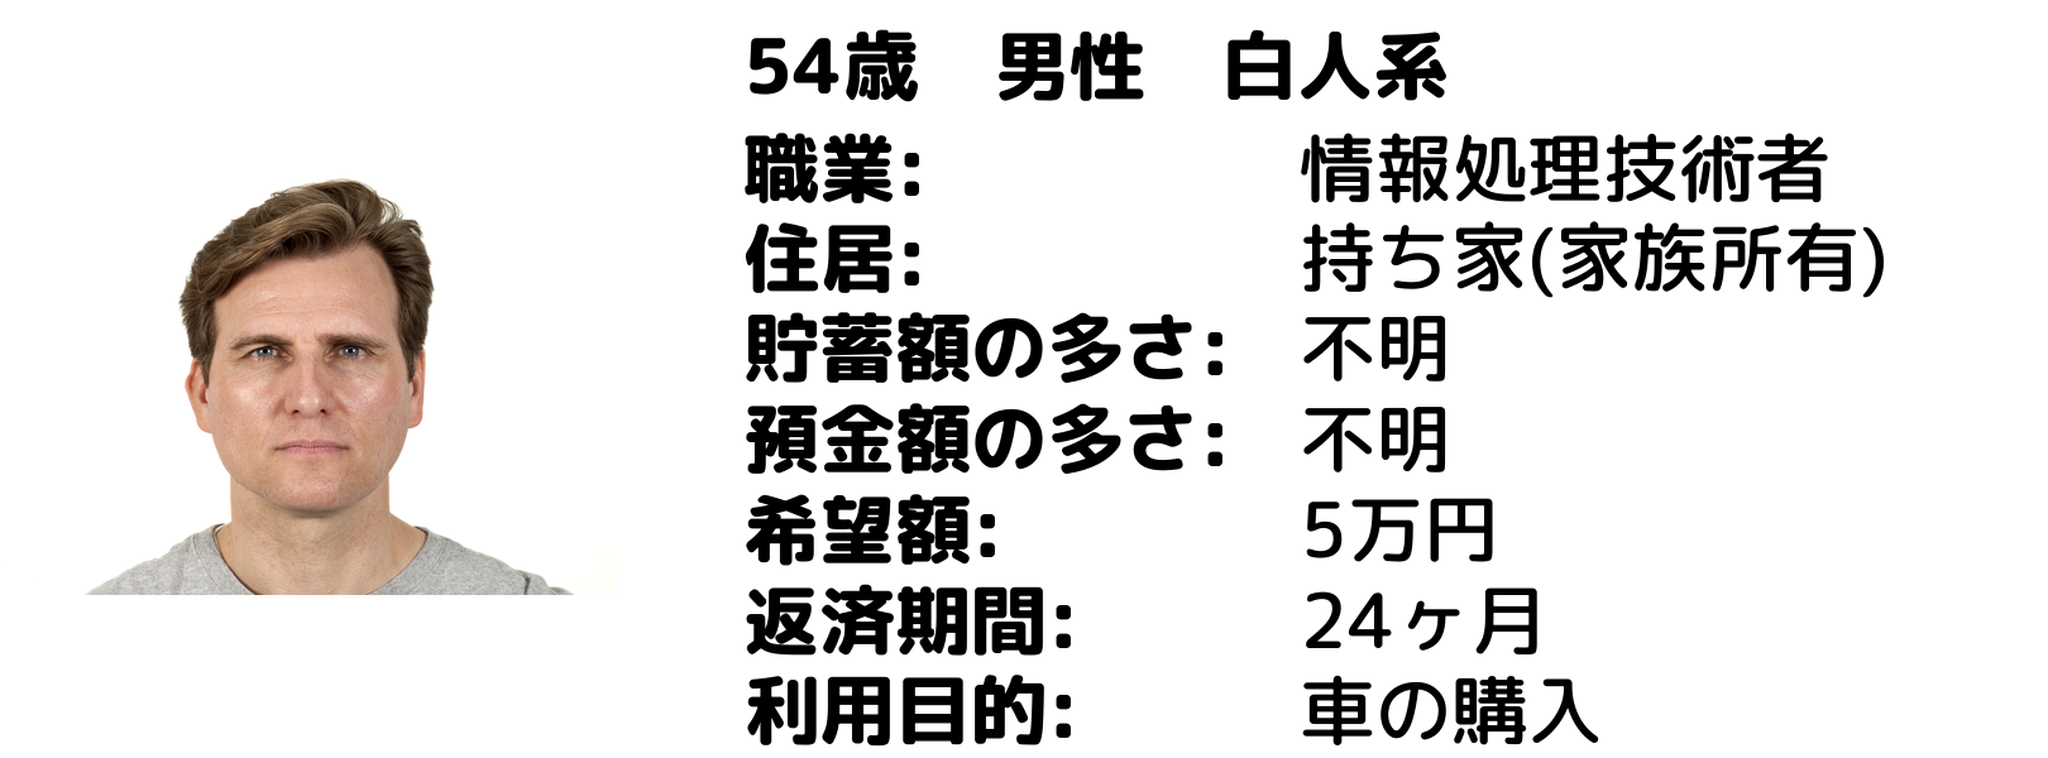 54歳　男性　白人系
職業: 情報処理技術者
住居: 持ち家(家族所有)
貯蓄額の多さ: 不明
預金額の多さ: 不明
希望額: 5万円
返済期間: 24ヶ月
利用目的: 車の購入